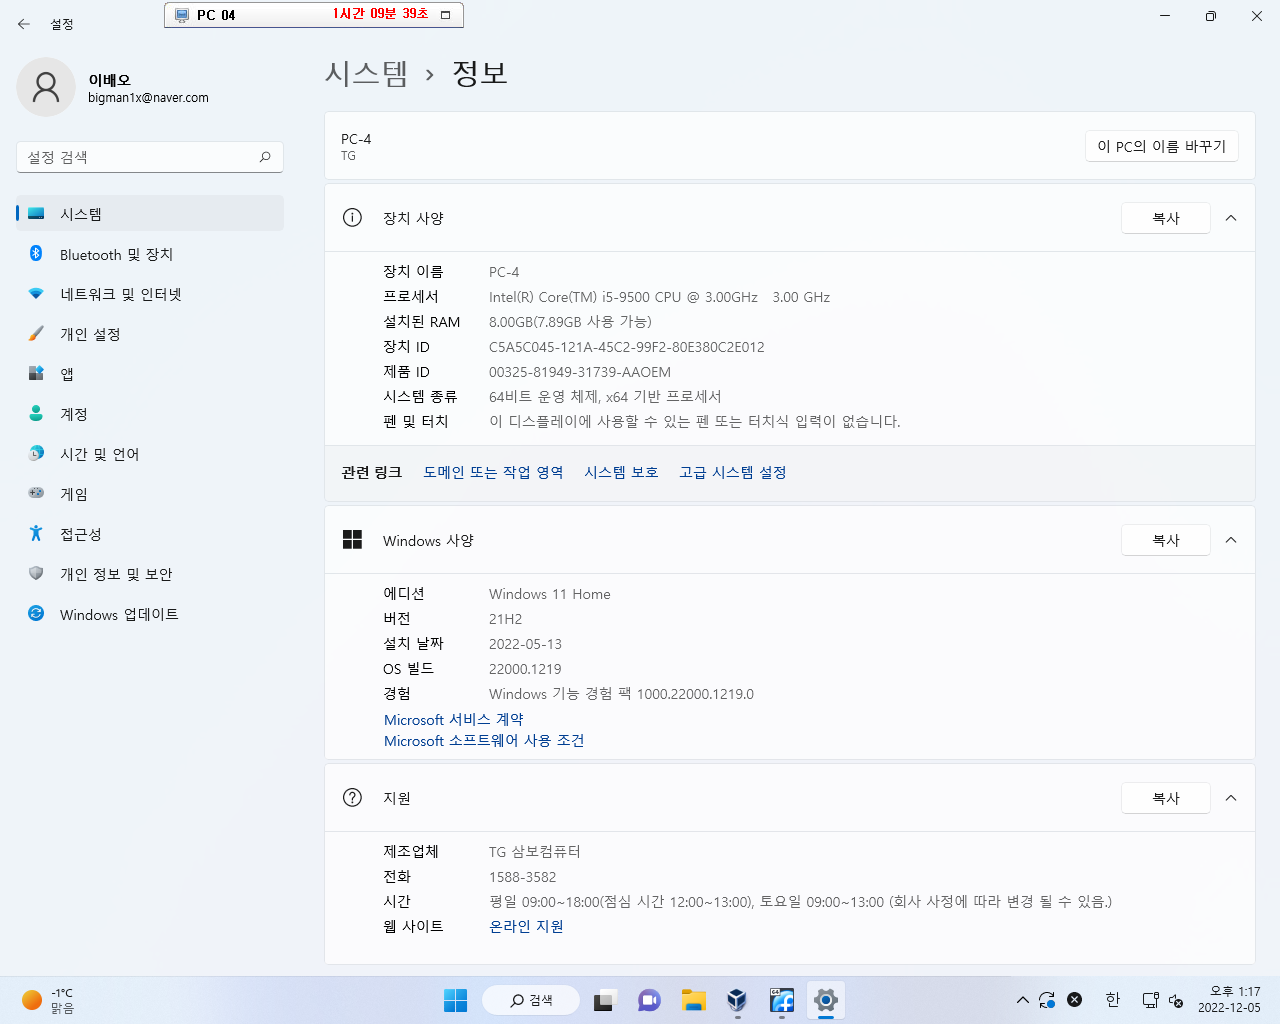 설정
PC 04
1시간 09분 39초
이배오
bigman1x@naver.com
설정 검색
시스템
Bluetooth 및 장치
네트워크 및 인터넷
개인 설정
앱
계정
시간 및 언어
게임
접근성
개인 정보 및 보안
Windows 업데이트
시스템 › 정보
PC-4
TG
이 PC의 이름 바꾸기
장치 사양
복사
장치 이름 PC-4
프로세서 Intel(R) Core(TM) i5-9500 CPU @ 3.00GHz 3.00 GHz
설치된 RAM 8.00GB(7.89GB 사용 가능)
장치 ID C5A5C045-121A-45C2-99F2-80E380C2E012
제품 ID 00325-81949-31739-AAOEM
시스템 종류 64비트 운영 체제, x64 기반 프로세서
펜 및 터치 이 디스플레이에 사용할 수 있는 펜 또는 터치식 입력이 없습니다.
관련 링크 도메인 또는 작업 영역 시스템 보호 고급 시스템 설정
Windows 사양
복사
에디션 Windows 11 Home
버전 21H2
설치 날짜 2022-05-13
OS 빌드 22000.1219
경험 Windows 기능 경험 팩 1000.22000.1219.0
Microsoft 서비스 계약
Microsoft 소프트웨어 사용 조건
지원
복사
제조업체 TG 삼보컴퓨터
전화 1588-3582
시간 평일 09:00~18:00(점심 시간 12:00~13:00), 토요일 09:00~13:00 (회사 사정에 따라 변경 될 수 있음.)
웹 사이트 온라인 지원
-1°C
맑음
검색
64
한
오후 1:17
2022-12-05